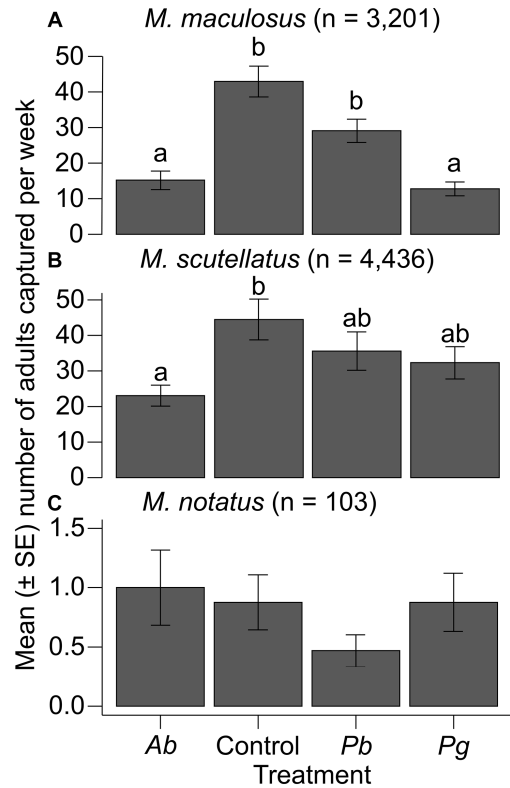 Mean (± SE) number of adults captured per week
A
M. maculosus (n = 3,201)
50
40
30
20
10
0
a
b
b
a
B
M. scutellatus (n = 4,436)
50
40
30
20
10
0
a
b
ab
ab
C
M. notatus (n = 103)
1.5
1.0
0.5
0.0
Ab Control Pb Pg
Treatment